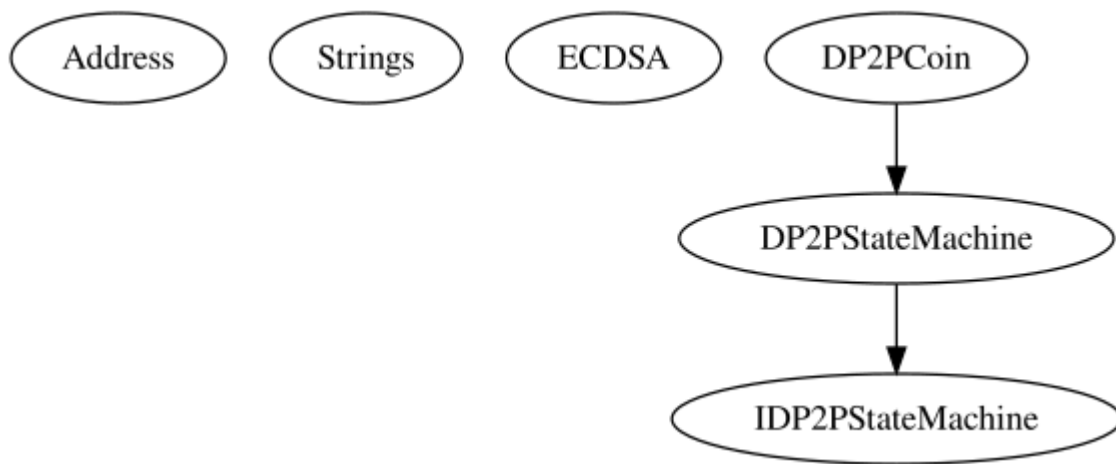 Address
Strings
ECDSA
DP2PCoin
DP2PStateMachine
IDP2PStateMachine